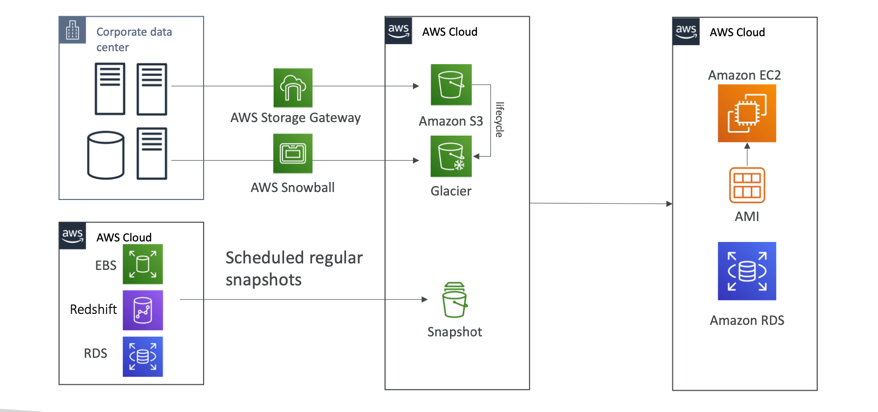 Corporate data
center
AWS Storage Gateway
AWS Snowball
aws
AWS Cloud
Amazon S3
lifecycle
Glacier
aws
AWS Cloud
EBS
Redshift
RDS
Scheduled regular
snapshots
Snapshot
aws
AWS Cloud
Amazon EC2
AMI
Amazon RDS